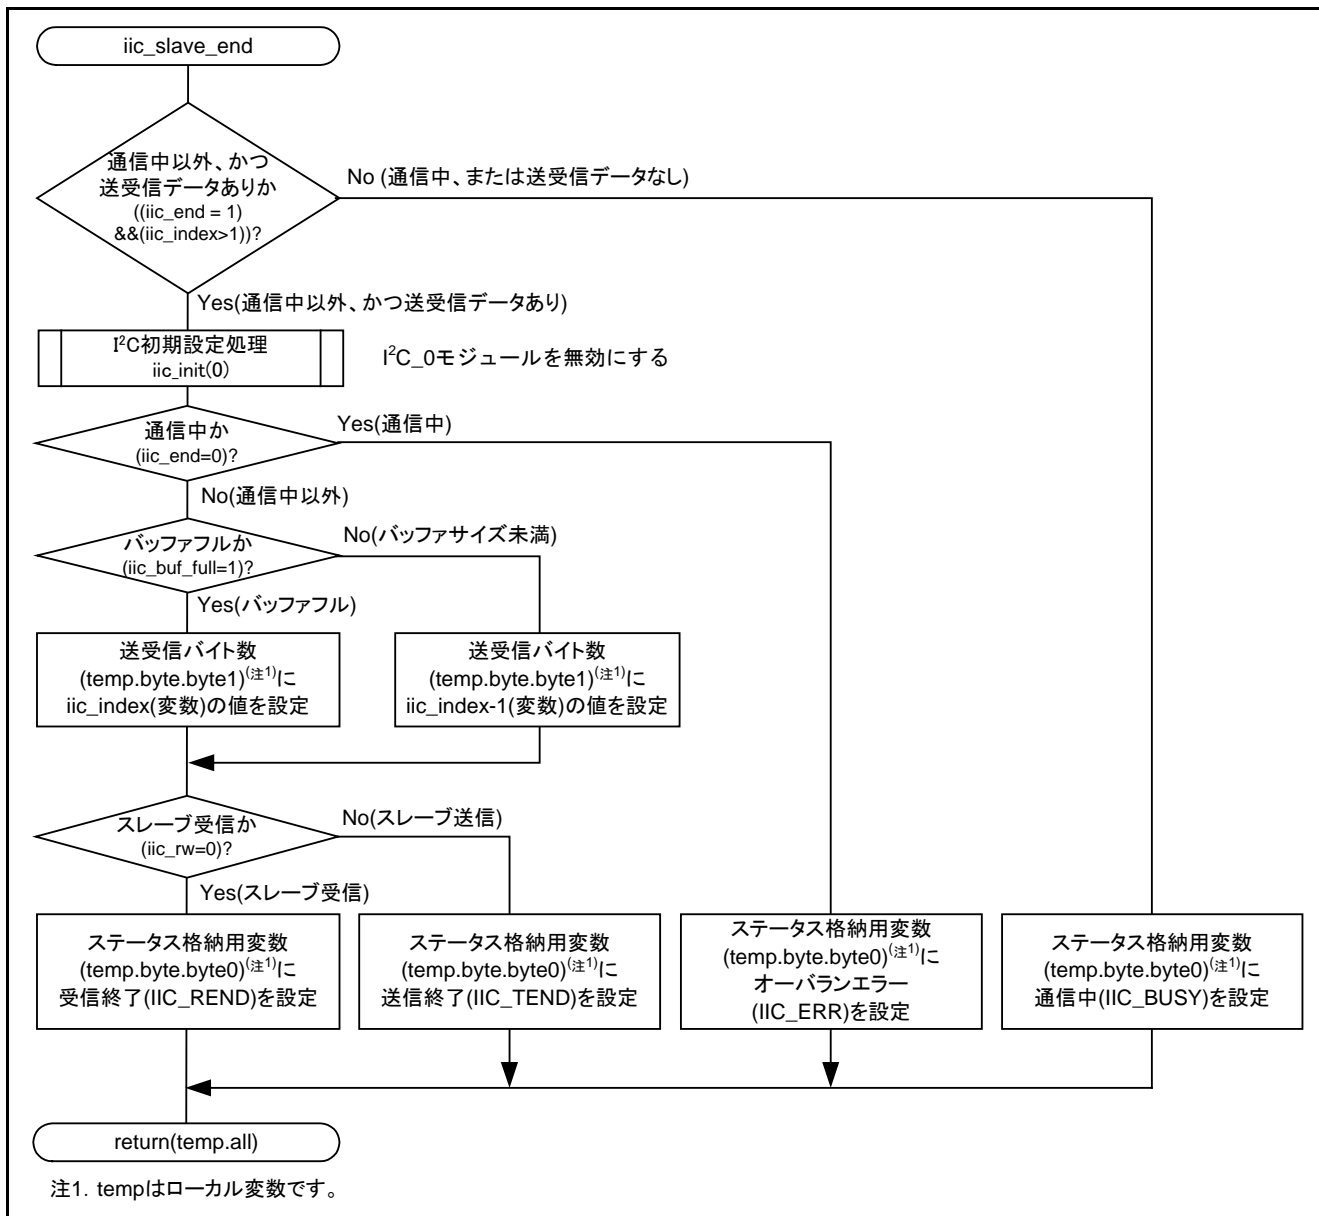 iic_slave_end
通信中以外、かつ
送受信データありか
((iic_end = 1)
&&(iic_index>1))?
No (通信中、または送受信データなし)
Yes(通信中以外、かつ送受信データあり)
I²C初期設定処理
iic_init(0)
I²C_0モジュールを無効にする
通信中か
(iic_end=0)?
Yes(通信中)
No(通信中以外)
バッファフルか
(iic_buf_full=1)?
No(バッファサイズ未満)
Yes(バッファフル)
送受信バイト数
(temp.byte.byte1)(注1)に
iic_index(変数)の値を設定
送受信バイト数
(temp.byte.byte1)(注1)に
iic_index-1(変数)の値を設定
スレーブ受信か
(iic_rw=0)?
No(スレーブ送信)
Yes(スレーブ受信)
ステータス格納用変数
(temp.byte.byte0)(注1)に
受信終了(IIC_REND)を設定
ステータス格納用変数
(temp.byte.byte0)(注1)に
送信終了(IIC_TEND)を設定
ステータス格納用変数
(temp.byte.byte0)(注1)に
オーバランエラー
(IIC_ERR)を設定
ステータス格納用変数
(temp.byte.byte0)(注1)に
通信中(IIC_BUSY)を設定
return(temp.all)
注1. tempはローカル変数です。